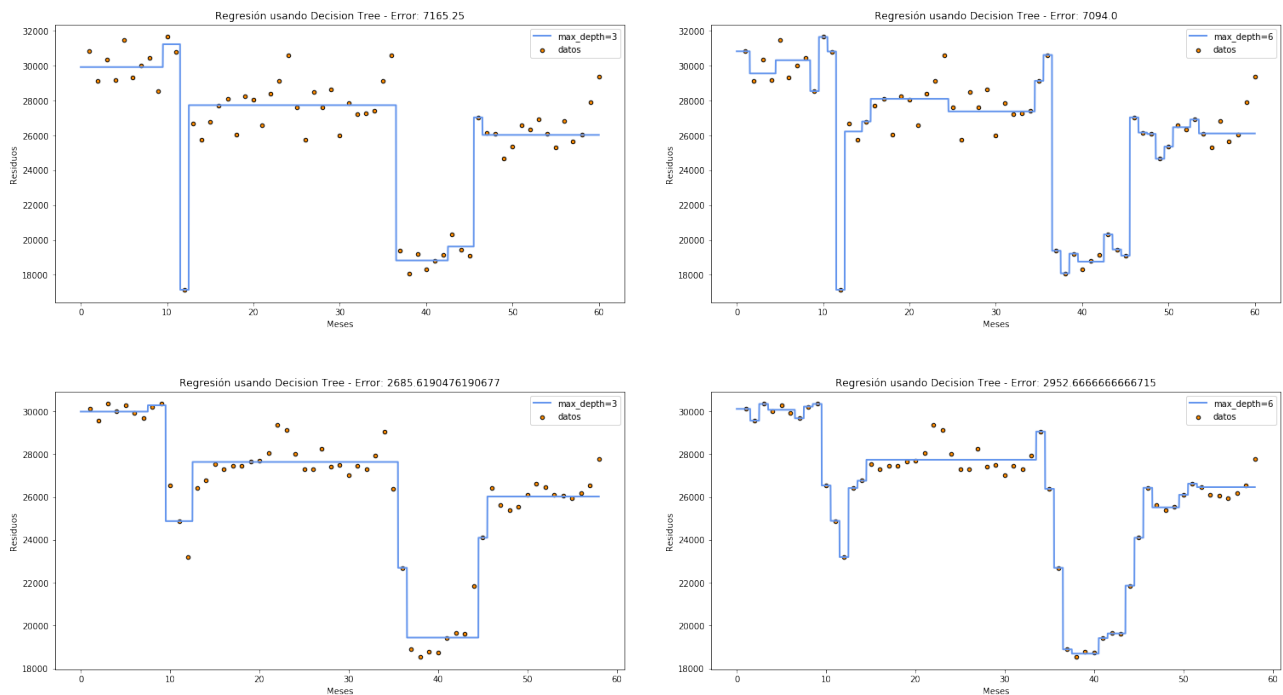 Regresión usando Decision Tree - Error: 7165.25
max_depth=3
datos
32000
30000
28000
26000
24000
22000
20000
18000
Residuos
0 10 20 30 40 50 60
Meses
Regresión usando Decision Tree - Error: 7094.0
max_depth=6
datos
32000
30000
28000
26000
24000
22000
20000
18000
Residuos
0 10 20 30 40 50 60
Meses
Regresión usando Decision Tree - Error: 2685.6190476190677
max_depth=3
datos
30000
28000
26000
24000
22000
20000
18000
Residuos
0 10 20 30 40 50 60
Meses
Regresión usando Decision Tree - Error: 2952.6666666666715
max_depth=6
datos
30000
28000
26000
24000
22000
20000
18000
Residuos
0 10 20 30 40 50 60
Meses